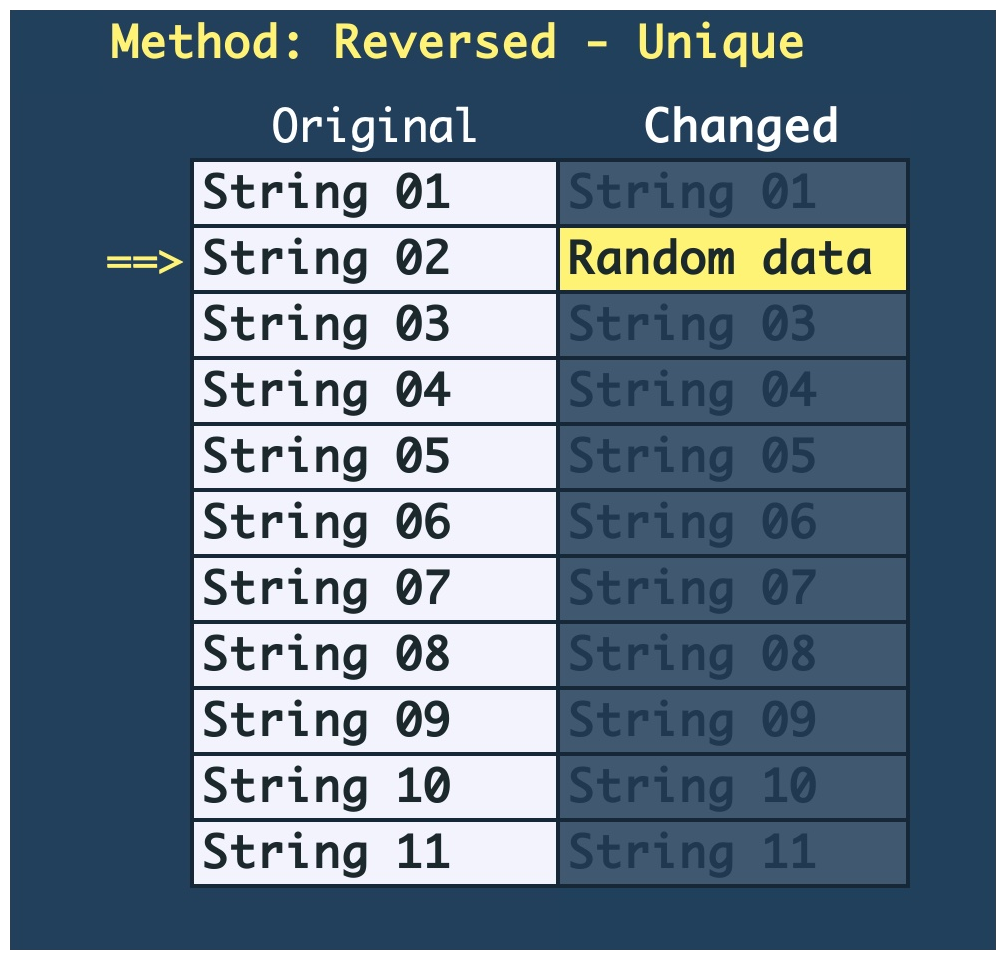 Method: Reversed - Unique
Original Changed
String 01 String 01
==> String 02 Random data
String 03 String 03
String 04 String 04
String 05 String 05
String 06 String 06
String 07 String 07
String 08 String 08
String 09 String 09
String 10 String 10
String 11 String 11